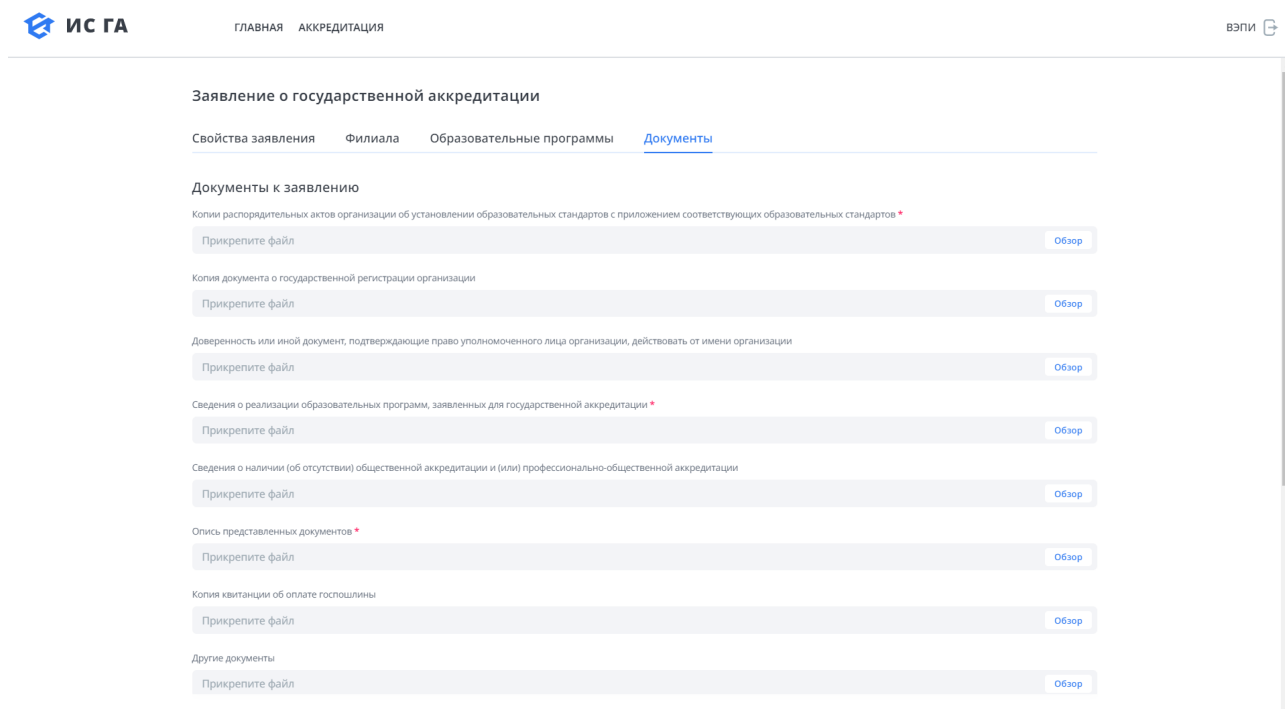 ИС ГА
ГЛАВНАЯ АККРЕДИТАЦИЯ
ВЭПИ
Заявление о государственной аккредитации
Свойства заявления Филиала Образовательные программы Документы
Документы к заявлению
Копии распорядительных актов организации об установлении образовательных стандартов с приложением соответствующих образовательных стандартов *
Прикрепите файл Обзор
Копия документа о государственной регистрации организации
Прикрепите файл Обзор
Доверенность или иной документ, подтверждающие право уполномоченного лица организации, действовать от имени организации
Прикрепите файл Обзор
Сведения о реализации образовательных программ, заявленных для государственной аккредитации *
Прикрепите файл Обзор
Сведения о наличии (об отсутствии) общественной аккредитации и (или) профессионально-общественной аккредитации
Прикрепите файл Обзор
Опись представленных документов *
Прикрепите файл Обзор
Копия квитанции об оплате госпошлины
Прикрепите файл Обзор
Другие документы
Прикрепите файл Обзор